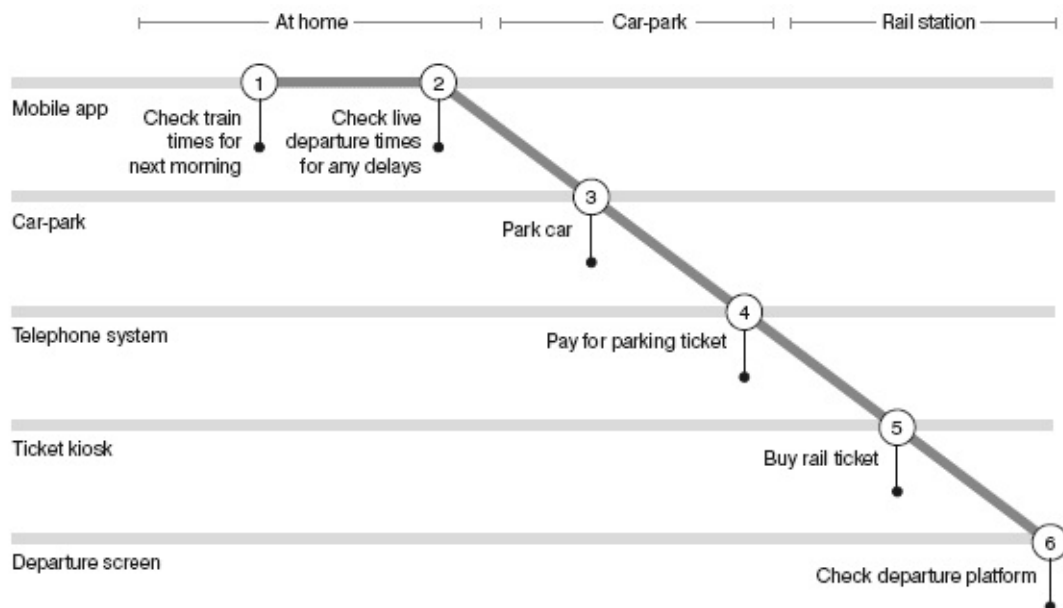 At home
Car-park
Rail station
1
2
Mobile app
Check train
times for
next morning
Check live
departure times
for any delays
3
Car-park
Park car
4
Telephone system
Pay for parking ticket
5
Ticket kiosk
Buy rail ticket
6
Departure screen
Check departure platform